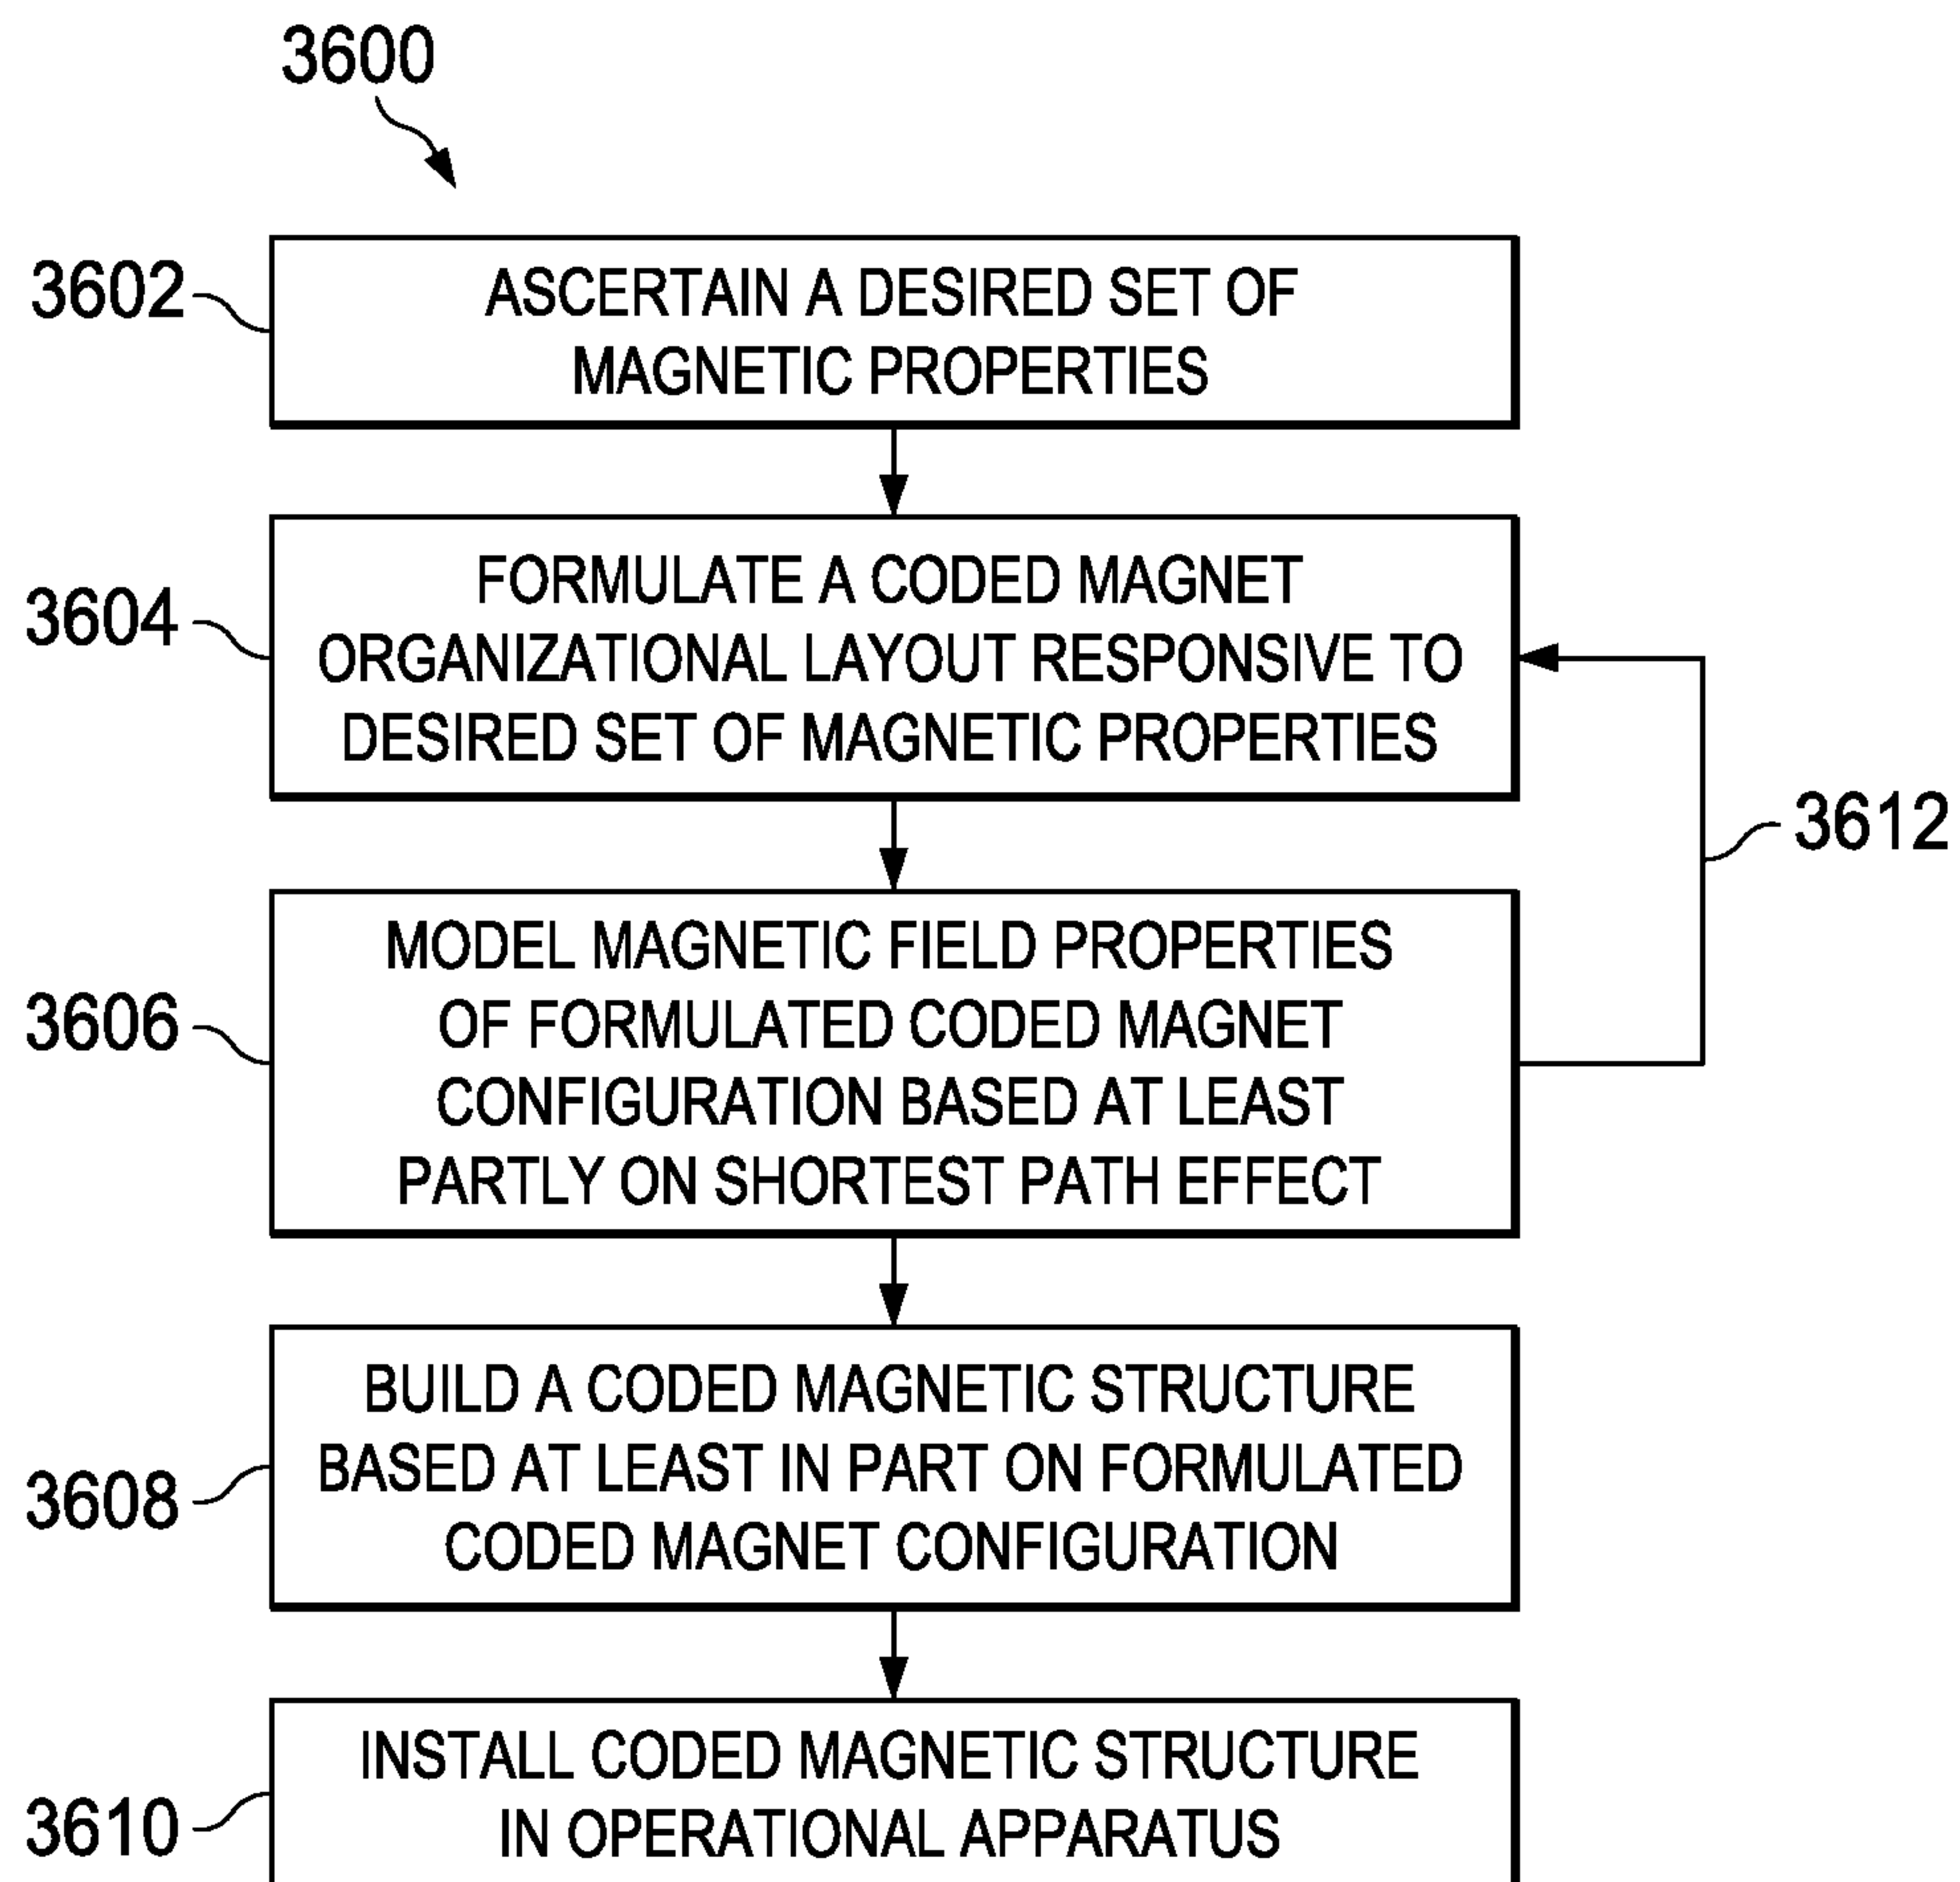 3600
3602
ASCERTAIN A DESIRED SET OF
MAGNETIC PROPERTIES
3604
FORMULATE A CODED MAGNET
ORGANIZATIONAL LAYOUT RESPONSIVE TO
DESIRED SET OF MAGNETIC PROPERTIES
3612
3606
MODEL MAGNETIC FIELD PROPERTIES
OF FORMULATED CODED MAGNET
CONFIGURATION BASED AT LEAST
PARTLY ON SHORTEST PATH EFFECT
3608
BUILD A CODED MAGNETIC STRUCTURE
BASED AT LEAST IN PART ON FORMULATED
CODED MAGNET CONFIGURATION
3610
INSTALL CODED MAGNETIC STRUCTURE
IN OPERATIONAL APPARATUS